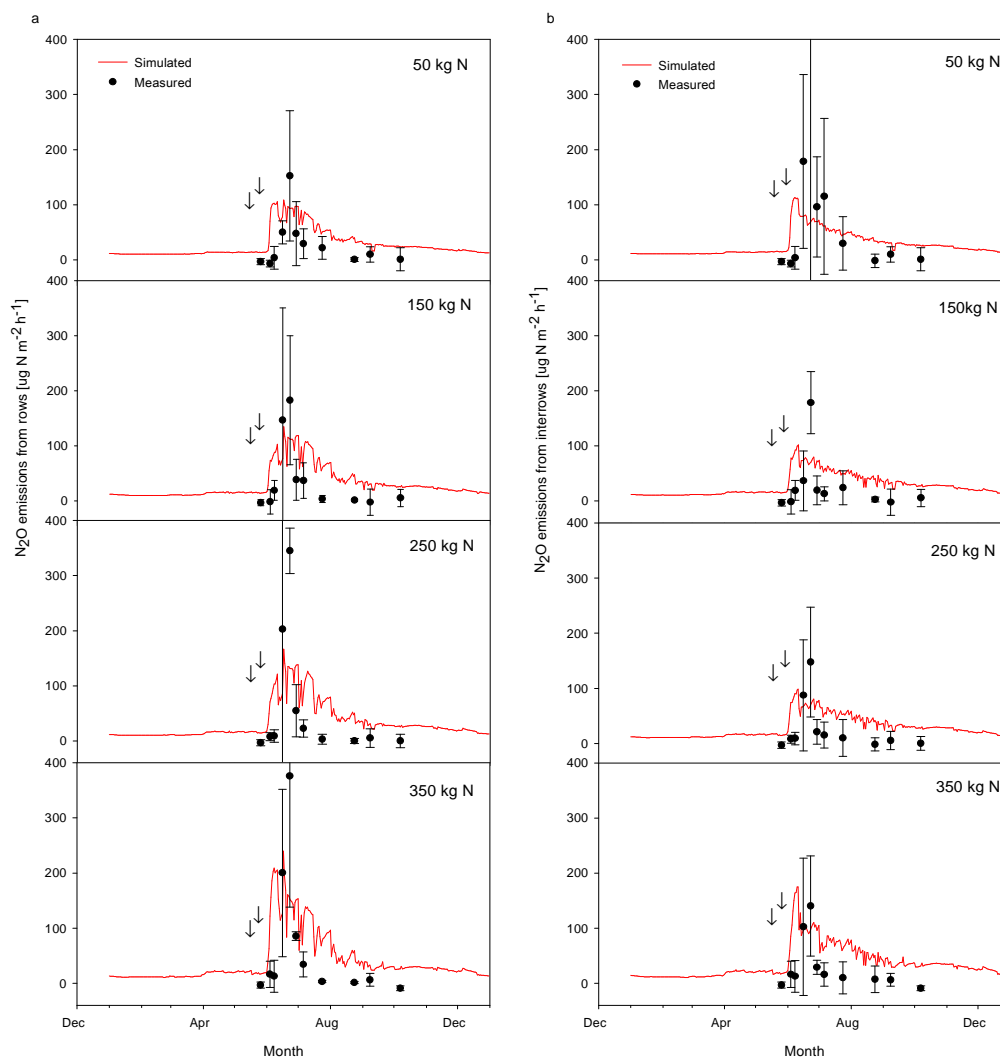 a
N2O emissions from rows [ug N m-2 h-1]
400
300
200
100
0
Simulated
Measured
50 kg N
400
300
200
100
0
150 kg N
400
300
200
100
0
250 kg N
400
300
200
100
0
350 kg N
Dec Apr Aug Dec
Month
b
N2O emissions from interrows [ug N m-2 h-1]
400
300
200
100
0
Simulated
Measured
50 kg N
400
300
200
100
0
150kg N
400
300
200
100
0
250 kg N
400
300
200
100
0
350 kg N
Dec Apr Aug Dec
Month